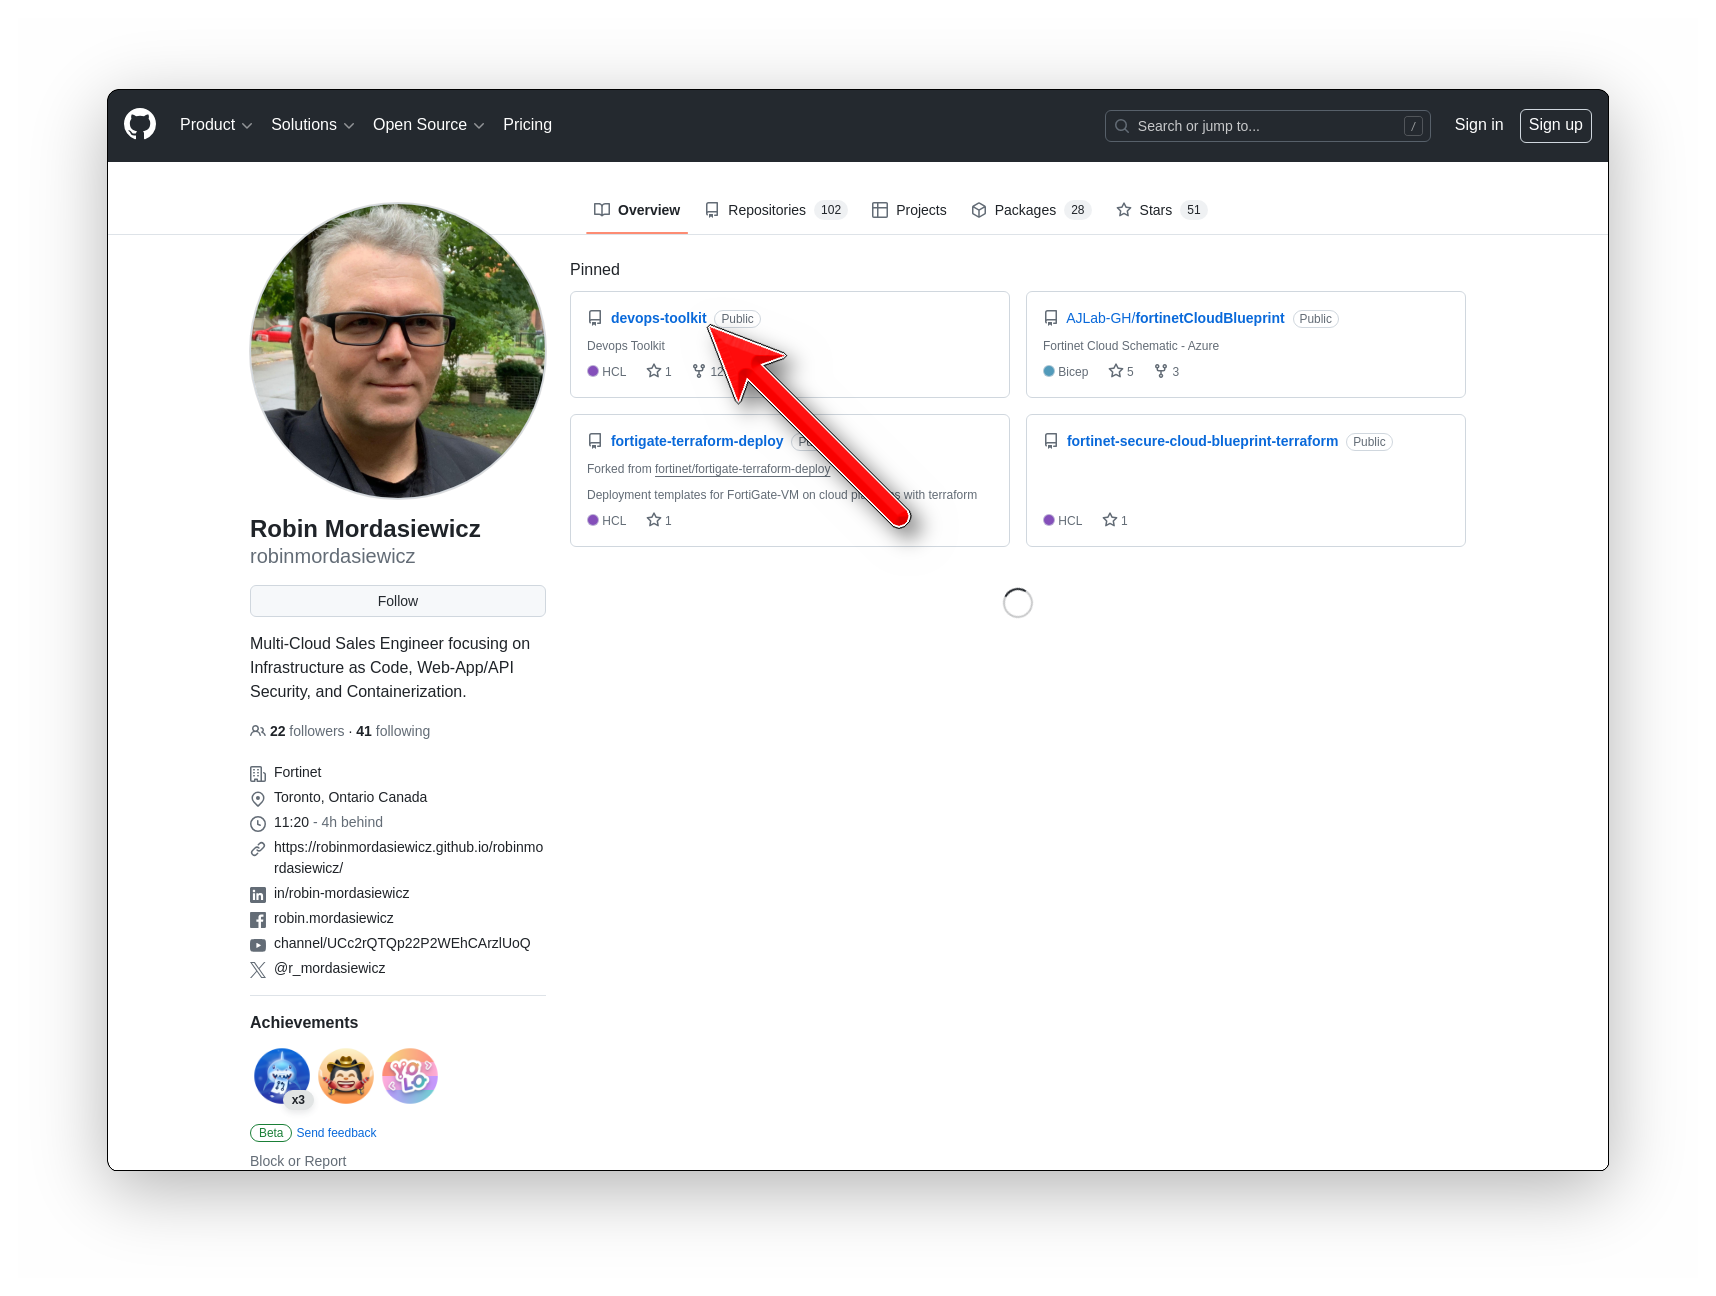 Product
Solutions
Open Source
Pricing
Search or jump to...
/
Sign in
Sign up
Overview
Repositories 102
Projects
Packages 28
Stars 51
Pinned
devops-toolkit Public
Devops Toolkit
HCL 1 12
AJLab-GH/fortinetCloudBlueprint Public
Fortinet Cloud Schematic - Azure
Bicep 5 3
fortigate-terraform-deploy
Forked from fortinet/fortigate-terraform-deploy
Deployment templates for FortiGate-VM on cloud with terraform
HCL 1
fortinet-secure-cloud-blueprint-terraform Public
HCL 1
Robin Mordasiewicz
robinmordasiewicz
Follow
Multi-Cloud Sales Engineer focusing on
Infrastructure as Code, Web-App/API
Security, and Containerization.
22 followers · 41 following
Fortinet
Toronto, Ontario Canada
11:20 - 4h behind
https://robinmordasiewicz.github.io/robinmo
rdasiewicz/
in/robin-mordasiewicz
robin.mordasiewicz
channel/UCc2rQTQp22P2WEhCArzlUoQ
@r_mordasiewicz
Achievements
x3
YOLO
Beta Send feedback
Block or Report